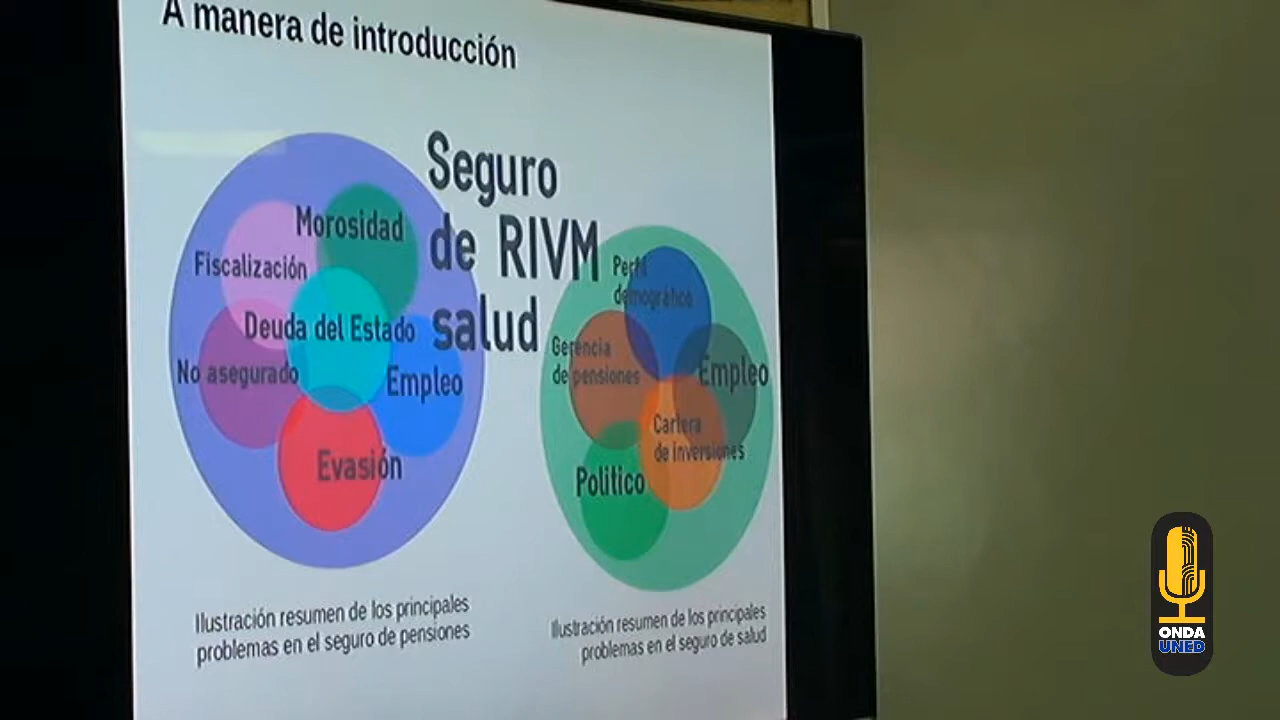 A manera de introducción
Seguro
de RIVM
salud
Morosidad
Fiscalización
Deuda del Estado
No asegurado
Empleo
Evasión
Perfil
demográfico
Gerencia
de pensiones
Empleo
Cartera
de inversiones
Político
Ilustración resumen de los principales
problemas en el seguro de pensiones
Ilustración resumen de los principales
problemas en el seguro de salud
ONDA
UNED